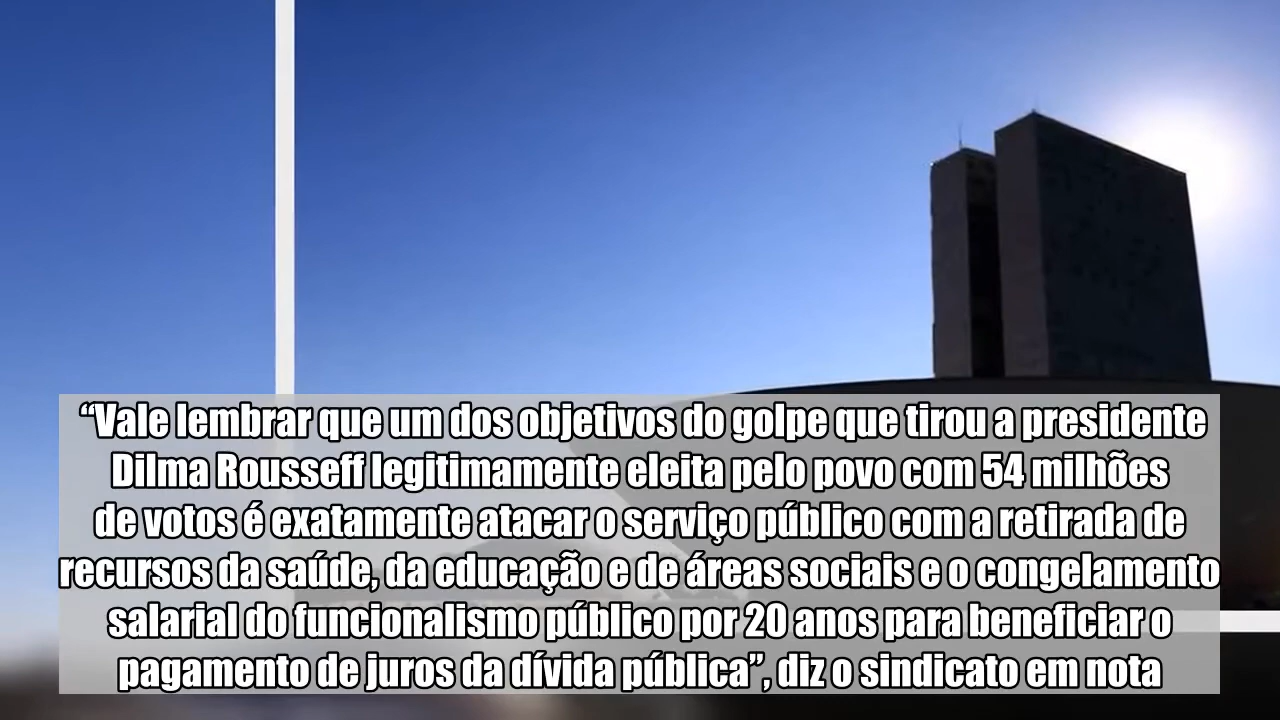 “Vale lembrar que um dos objetivos do golpe que tirou a presidente
Dilma Rousseff legitimamente eleita pelo povo com 54 milhões
de votos é exatamente atacar o serviço público com a retirada de
recursos da saúde, da educação e de áreas sociais e o congelamento
salarial do funcionalismo público por 20 anos para beneficiar o
pagamento de juros da dívida pública”, diz o sindicato em nota